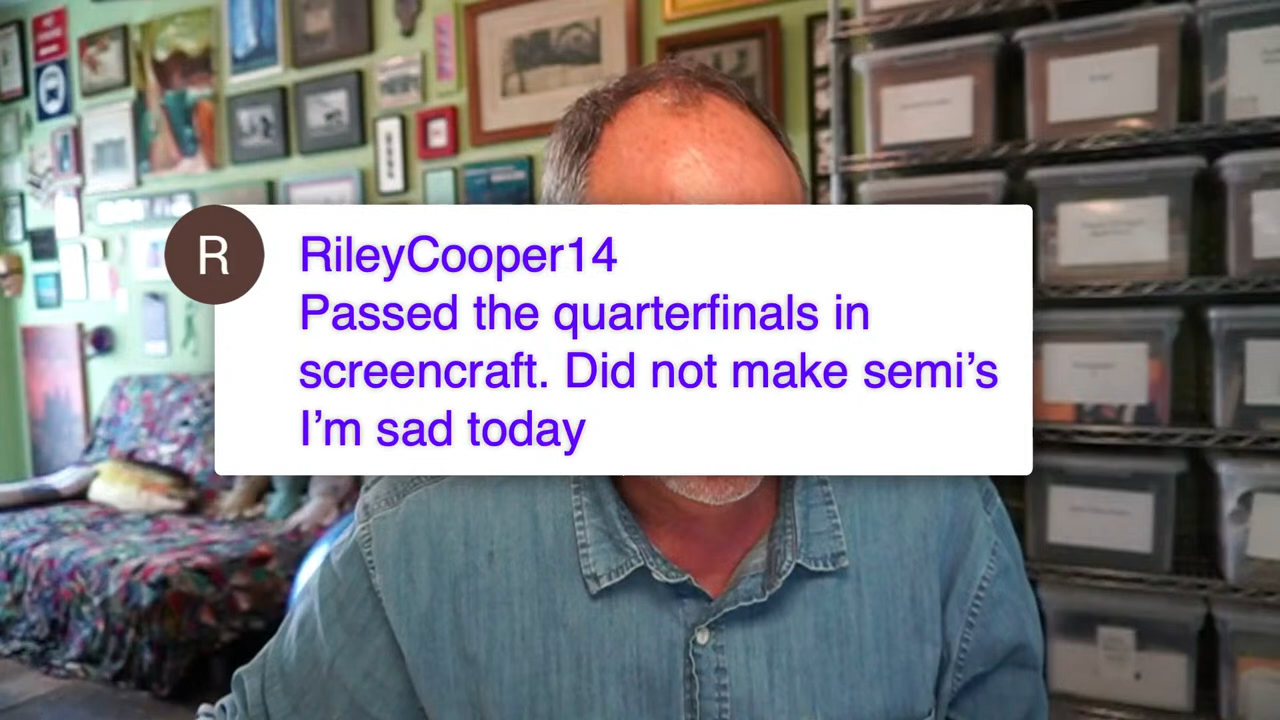 R
RileyCooper14
Passed the quarterfinals in
screencraft. Did not make semi’s
I’m sad today